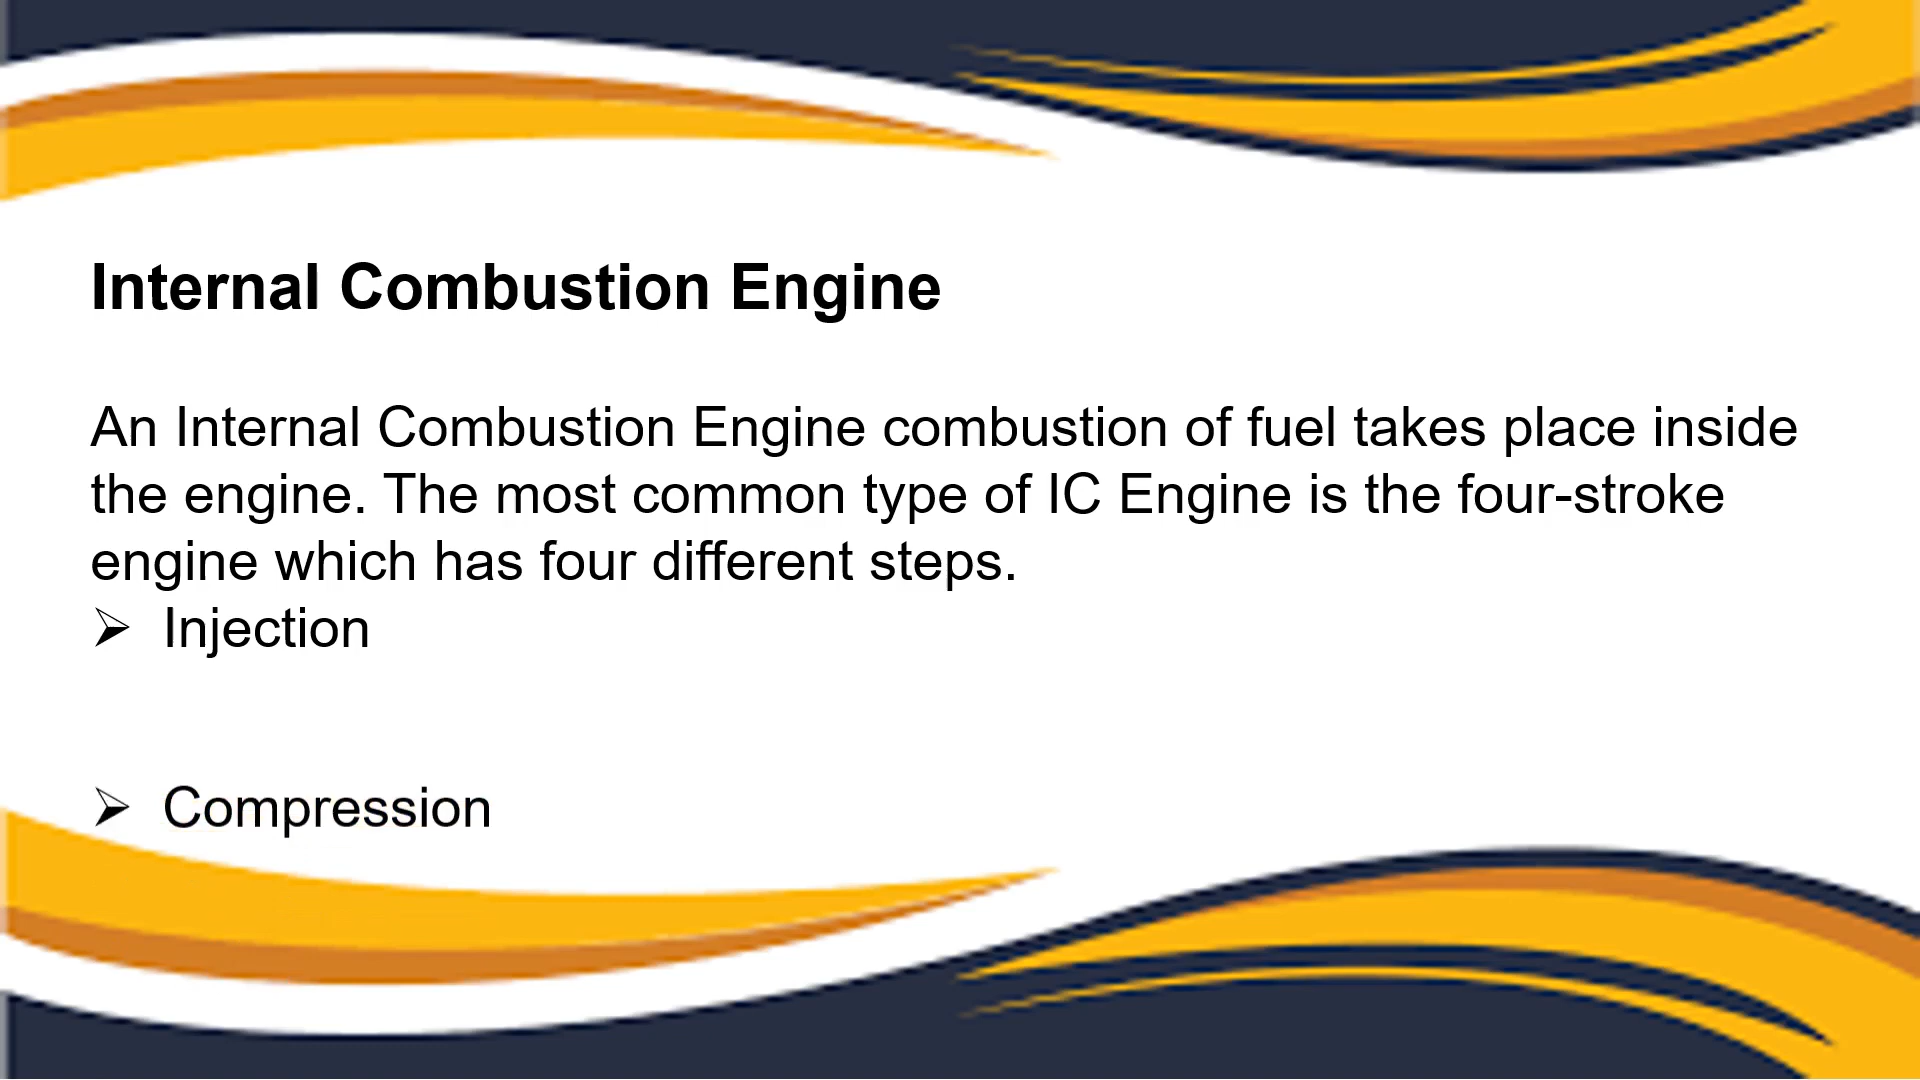 Internal Combustion Engine
An Internal Combustion Engine combustion of fuel takes place inside
the engine. The most common type of IC Engine is the four-stroke
engine which has four different steps.
➢ Injection
➢ Compression